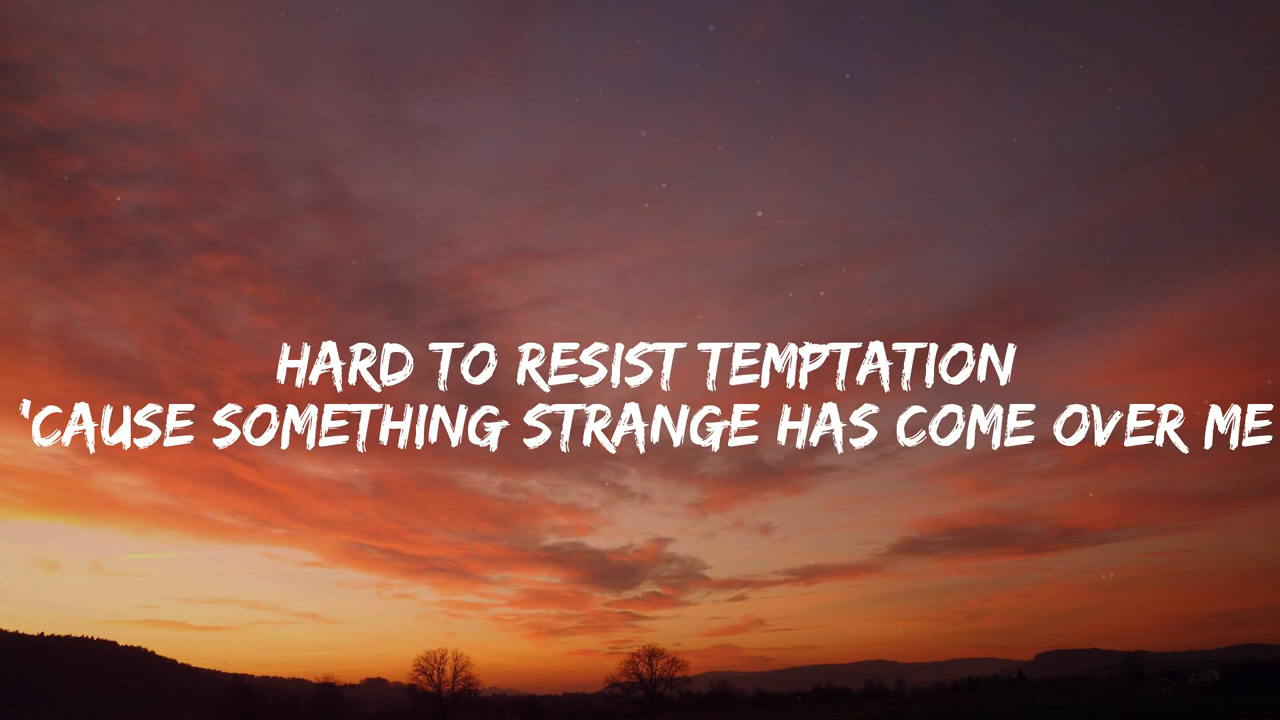 HARD TO RESIST TEMPTATION
'CAUSE SOMETHING STRANGE HAS COME OVER ME